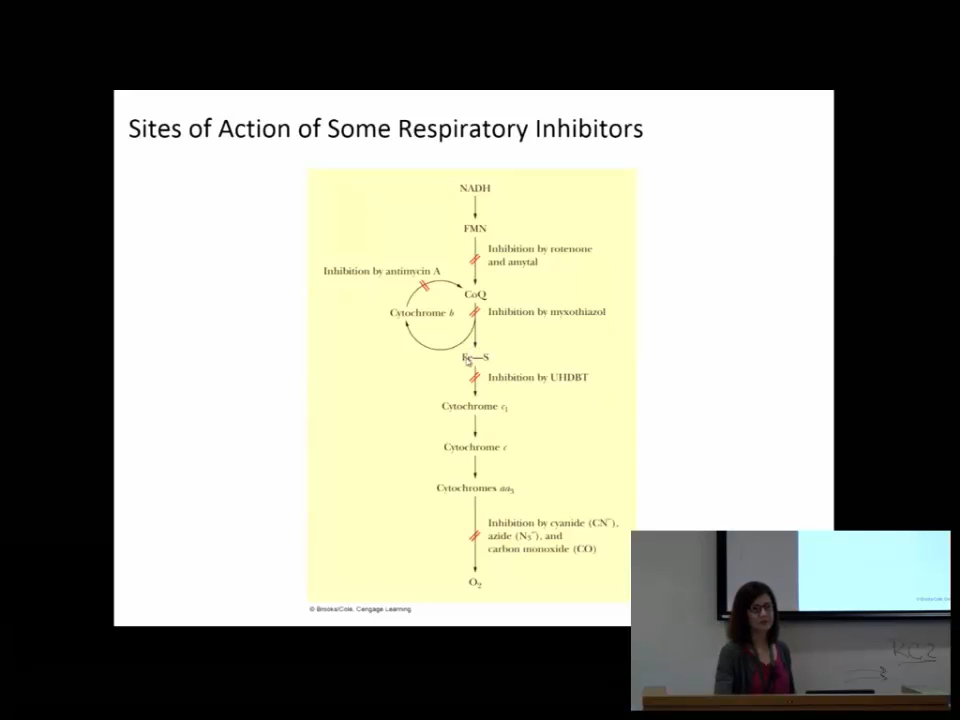 Sites of Action of Some Respiratory Inhibitors
NADH
FMN
Inhibition by rotenone
and amytal
Inhibition by antimycin A
CoQ
Cytochrome b
Inhibition by myxothiazol
Fe—S
Inhibition by UHDBT
Cytochrome c₁
Cytochrome c
Cytochromes aa₃
Inhibition by cyanide (CN⁻),
azide (N₃⁻), and
carbon monoxide (CO)
O₂
© Brooks/Cole, Cengage Learning
RC2